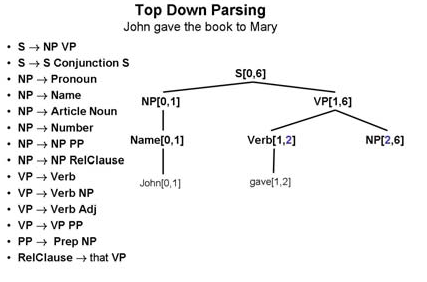 Top Down Parsing
John gave the book to Mary
• S → NP VP
• S → S Conjunction S
• NP → Pronoun
• NP → Name
• NP → Article Noun
• NP → Number
• NP → NP PP
• NP → NP RelClause
• VP → Verb
• VP → Verb NP
• VP → Verb Adj
• VP → VP PP
• PP → Prep NP
• RelClause → that VP
S[0,6]
NP[0,1] VP[1,6]
Name[0,1] Verb[1,2] NP[2,6]
John[0,1] gave[1,2]